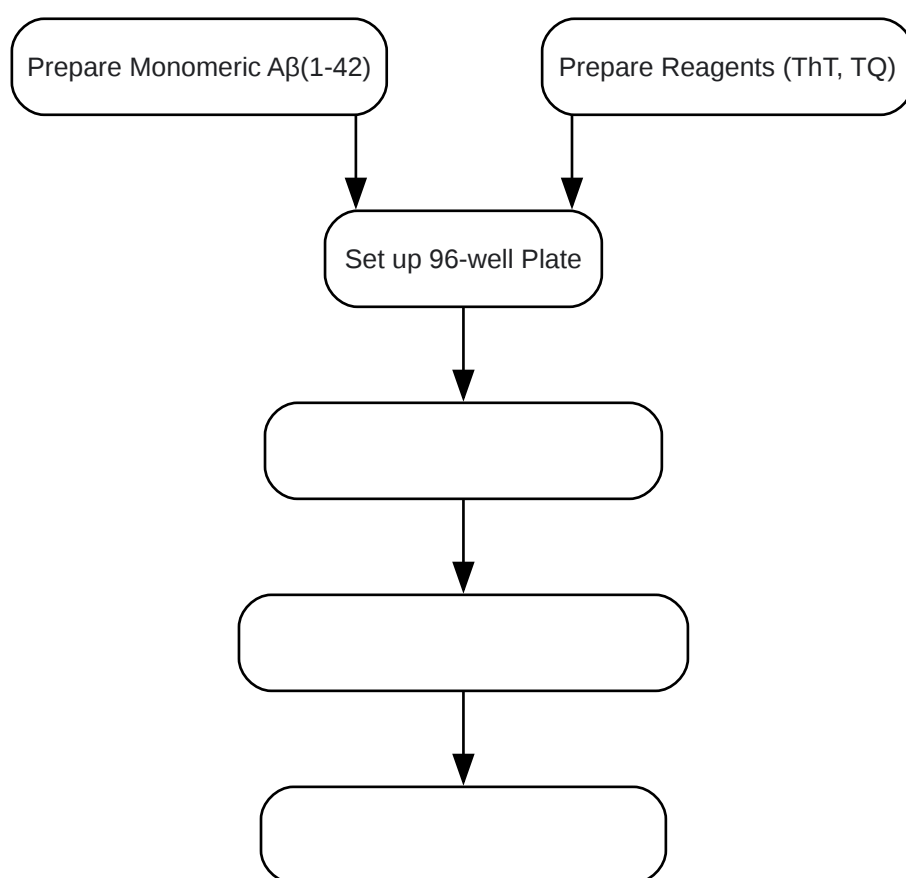 Prepare Monomeric Aβ(1-42)
Prepare Reagents (ThT, TQ)
Set up 96-well Plate